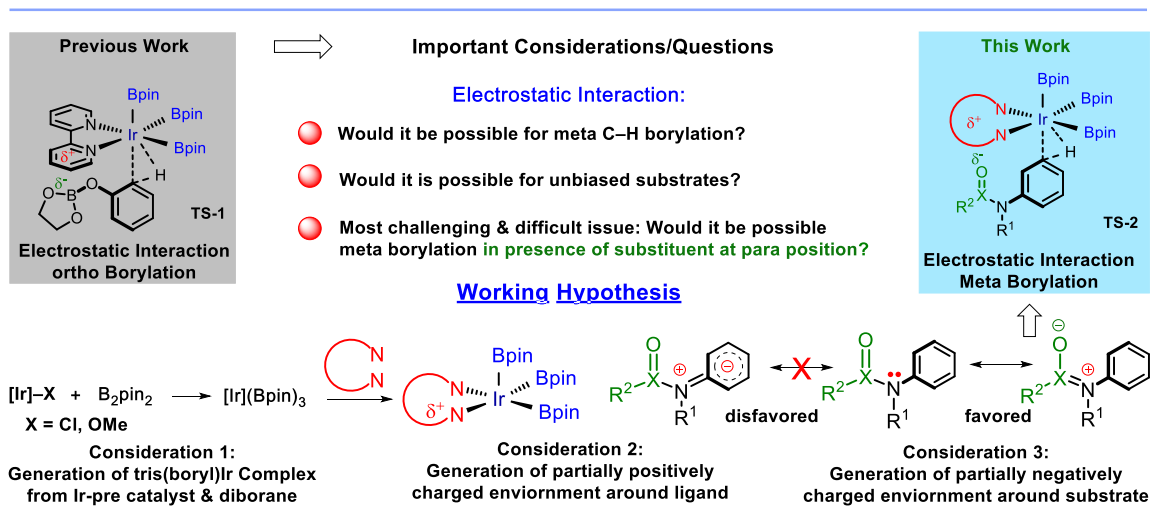 Previous Work
Bpin
Bpin
Bpin
N
N
Ir
δ+
δ-
H
O
B
O
O
TS-1
Electrostatic Interaction
ortho Borylation
Important Considerations/Questions
Electrostatic Interaction:
Would it be possible for meta C–H borylation?
Would it is possible for unbiased substrates?
Most challenging & difficult issue: Would it be possible
meta borylation in presence of substituent at para position?
This Work
Bpin
Bpin
Bpin
N
N
Ir
δ+
δ-
H
O
X
R2
N
R1
TS-2
Electrostatic Interaction
Meta Borylation
Working Hypothesis
[Ir]–X + B2pin2
[Ir](Bpin)3
X = Cl, OMe
N
N
Consideration 1:
Generation of tris(boryl)Ir Complex
from Ir-pre catalyst & diborane
N
N
δ+
Ir
Bpin
Bpin
Bpin
Consideration 2:
Generation of partially positively
charged enviornment around ligand
O
X
R2
N
R1
+
−
X
disfavored
O
X
R2
N
R1
favored
O
−
X
R2
N
+
R1
Consideration 3:
Generation of partially negatively
charged enviornment around substrate